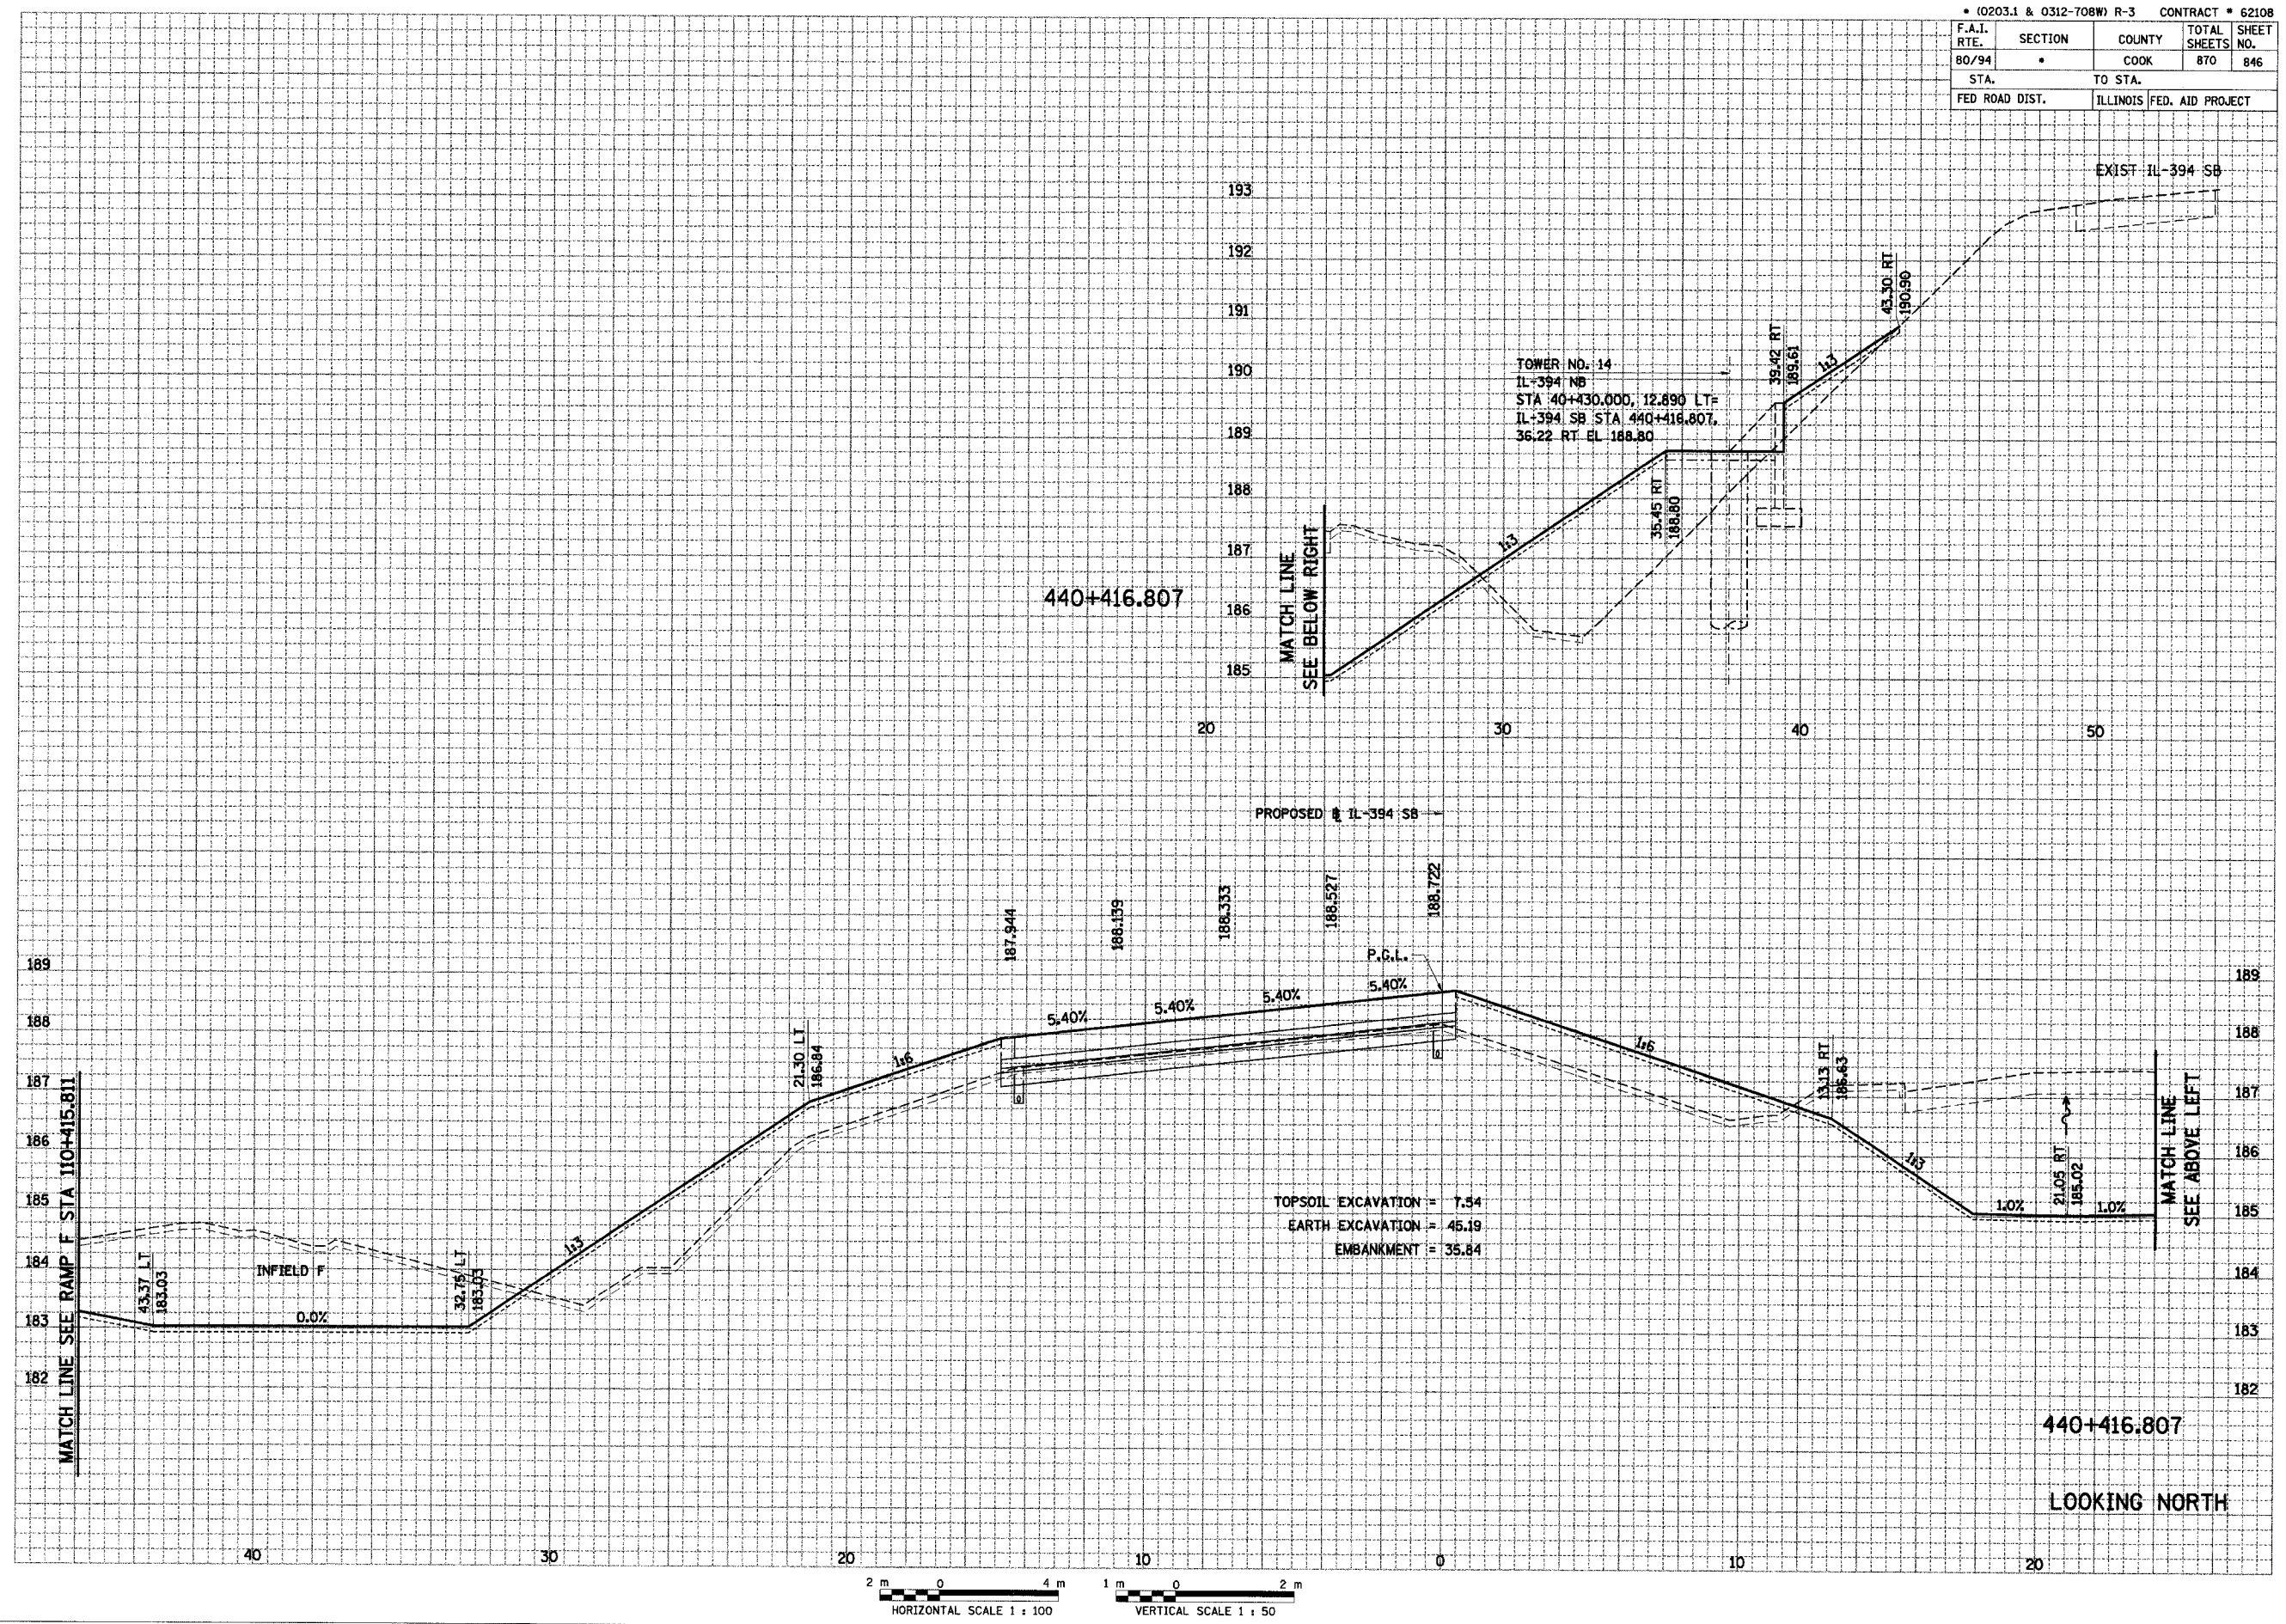 * (0203.1 & 0312-708W) R-3 CONTRACT # 62108
F.A.I. RTE. SECTION COUNTY TOTAL SHEETS SHEET NO.
80/94 * COOK 870 846
STA. TO STA.
FED ROAD DIST. ILLINOIS FED. AID PROJECT
EXIST IL-394 SB
193
192
191
190
189
188
187
186
185
43.30 RT
190.90
39.42 RT
189.61
1:3
TOWER NO. 14
IL-394 NB
STA 40+430.000, 12.890 LT=
IL-394 SB STA 440+416.807,
36.22 RT EL 188.80
35.45 RT
188.80
1:3
MATCH LINE
SEE BELOW RIGHT
440+416.807
20 30 40 50
PROPOSED ℄ IL-394 SB
187.944
188.139
188.333
188.527
188.722
P.G.L.
5.40% 5.40% 5.40% 5.40%
189
188
187
186
185
184
183
182
MATCH LINE SEE RAMP F STA 110+415.811
43.37 LT
183.03
INFIELD F
0.0%
32.75 LT
183.03
1:3
21.30 LT
186.84
1:6
1:6
13.13 RT
186.63
1:3
1.0%
21.05 RT
185.02
1.0%
MATCH LINE
SEE ABOVE LEFT
189
188
187
186
185
184
183
182
TOPSOIL EXCAVATION = 7.54
EARTH EXCAVATION = 45.19
EMBANKMENT = 35.84
440+416.807
LOOKING NORTH
40 30 20 10 0 10 20
2 m 0 4 m
HORIZONTAL SCALE 1 : 100
1 m 0 2 m
VERTICAL SCALE 1 : 50